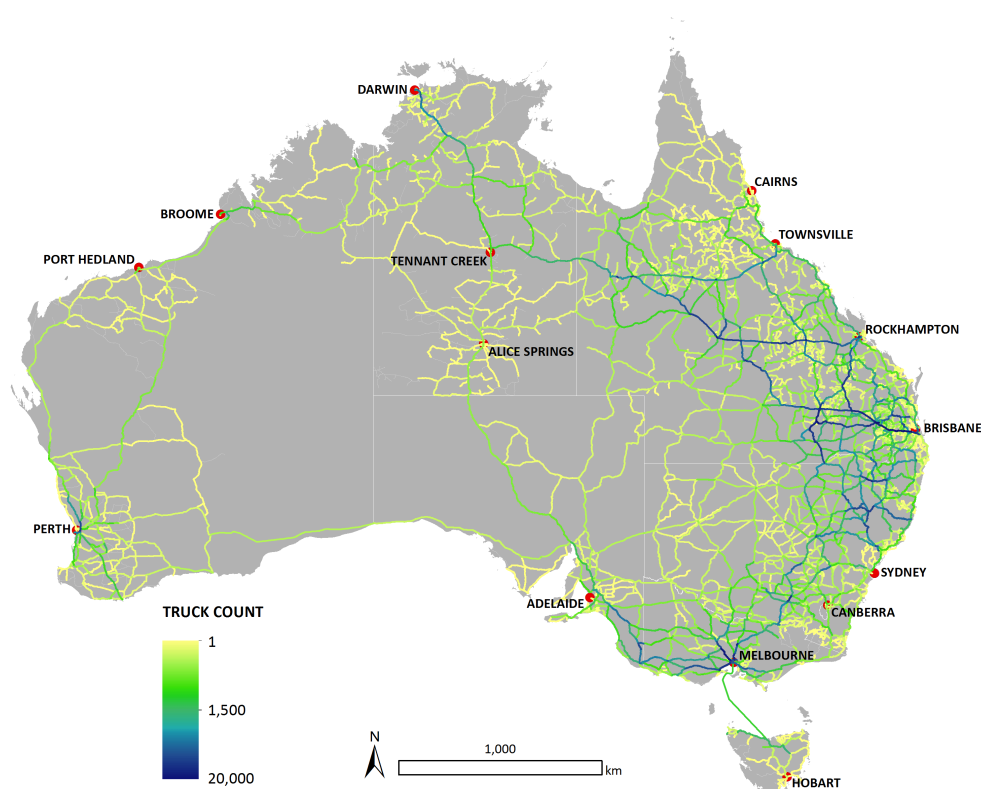 DARWIN
CAIRNS
BROOME
TOWNSVILLE
PORT HEDLAND
TENNANT CREEK
ROCKHAMPTON
ALICE SPRINGS
BRISBANE
PERTH
SYDNEY
ADELAIDE
CANBERRA
TRUCK COUNT
1
MELBOURNE
1,500
N
1,000
km
20,000
HOBART